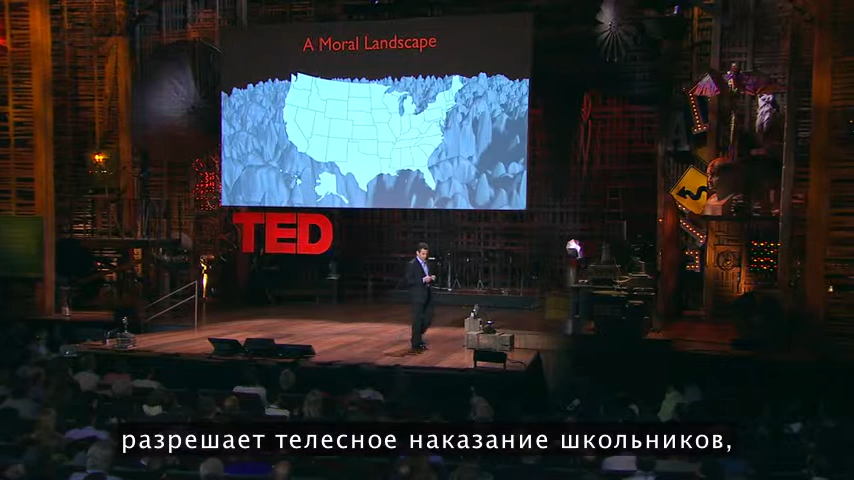 A Moral Landscape
TED
разрешает телесное наказание школьников,